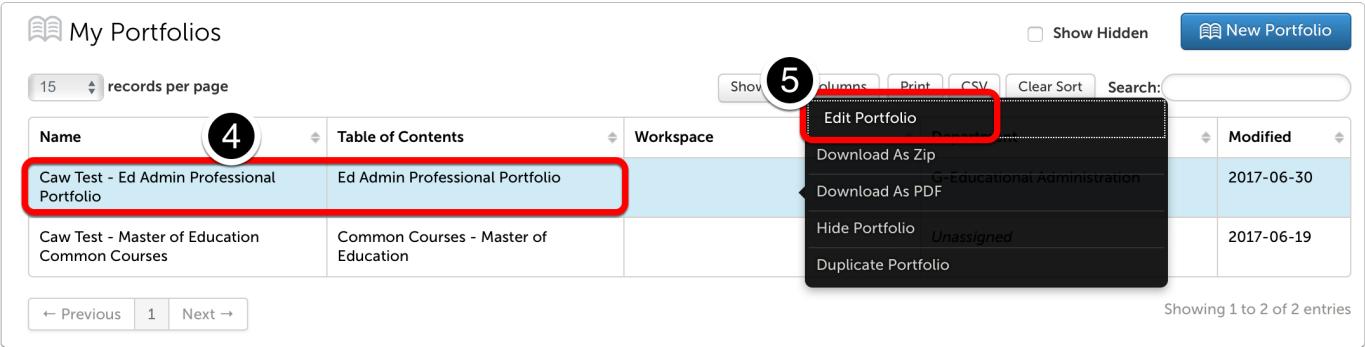 My Portfolios
Show Hidden
New Portfolio
15 records per page
Print
CSV
Clear Sort
Search:
5
Edit Portfolio
Download As Zip
Download As PDF
Hide Portfolio
Duplicate Portfolio
Name
4
Table of Contents
Workspace
Department
Modified
Caw Test - Ed Admin Professional
Portfolio
Ed Admin Professional Portfolio
G-Educational Administration
2017-06-30
Caw Test - Master of Education
Common Courses
Common Courses - Master of
Education
Unassigned
2017-06-19
← Previous
1
Next →
Showing 1 to 2 of 2 entries